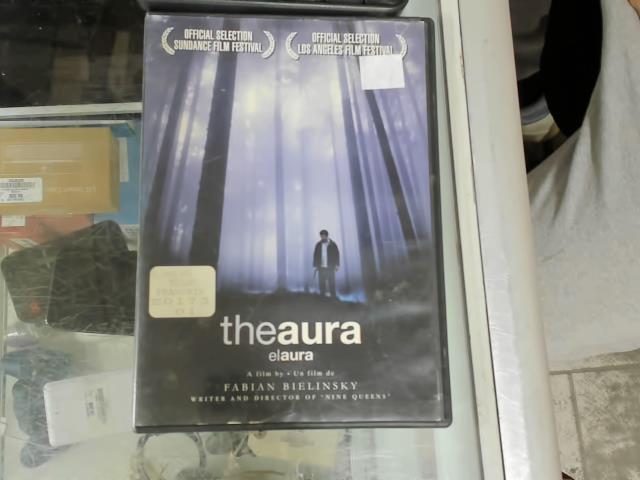 OFFICIAL SELECTION
SUNDANCE FILM FESTIVAL
OFFICIAL SELECTION
LOS ANGELES FILM FESTIVAL
theaura
elaura
A film by • Un film de
FABIAN BIELINSKY
WRITER AND DIRECTOR OF "NINE QUEENS"